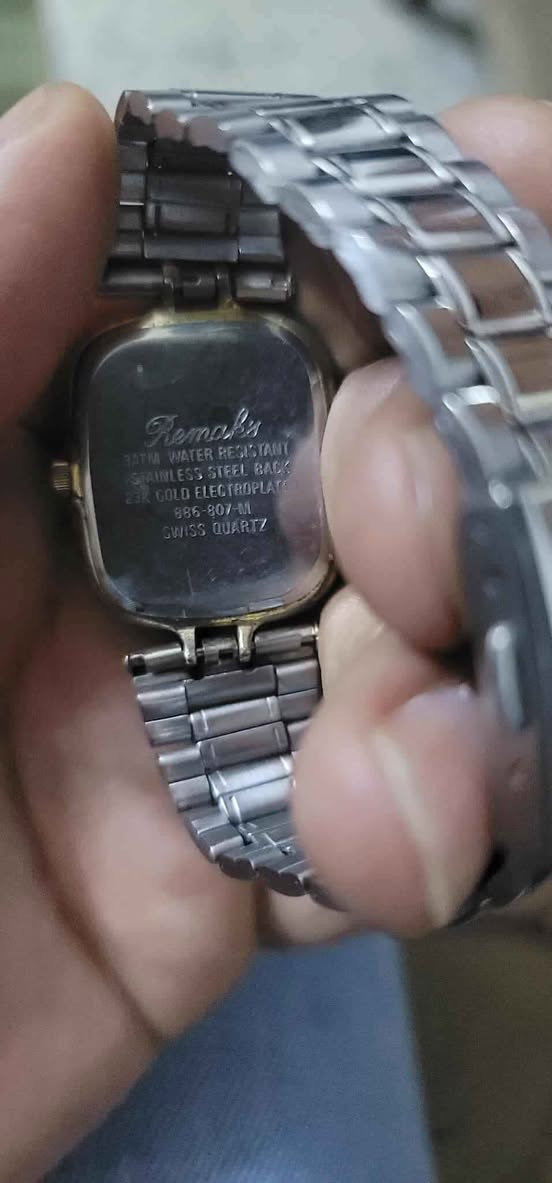 Remaks
3ATM WATER RESISTANT
STAINLESS STEEL BACK
23K GOLD ELECTROPLATE
886-807-M
SWISS QUARTZ